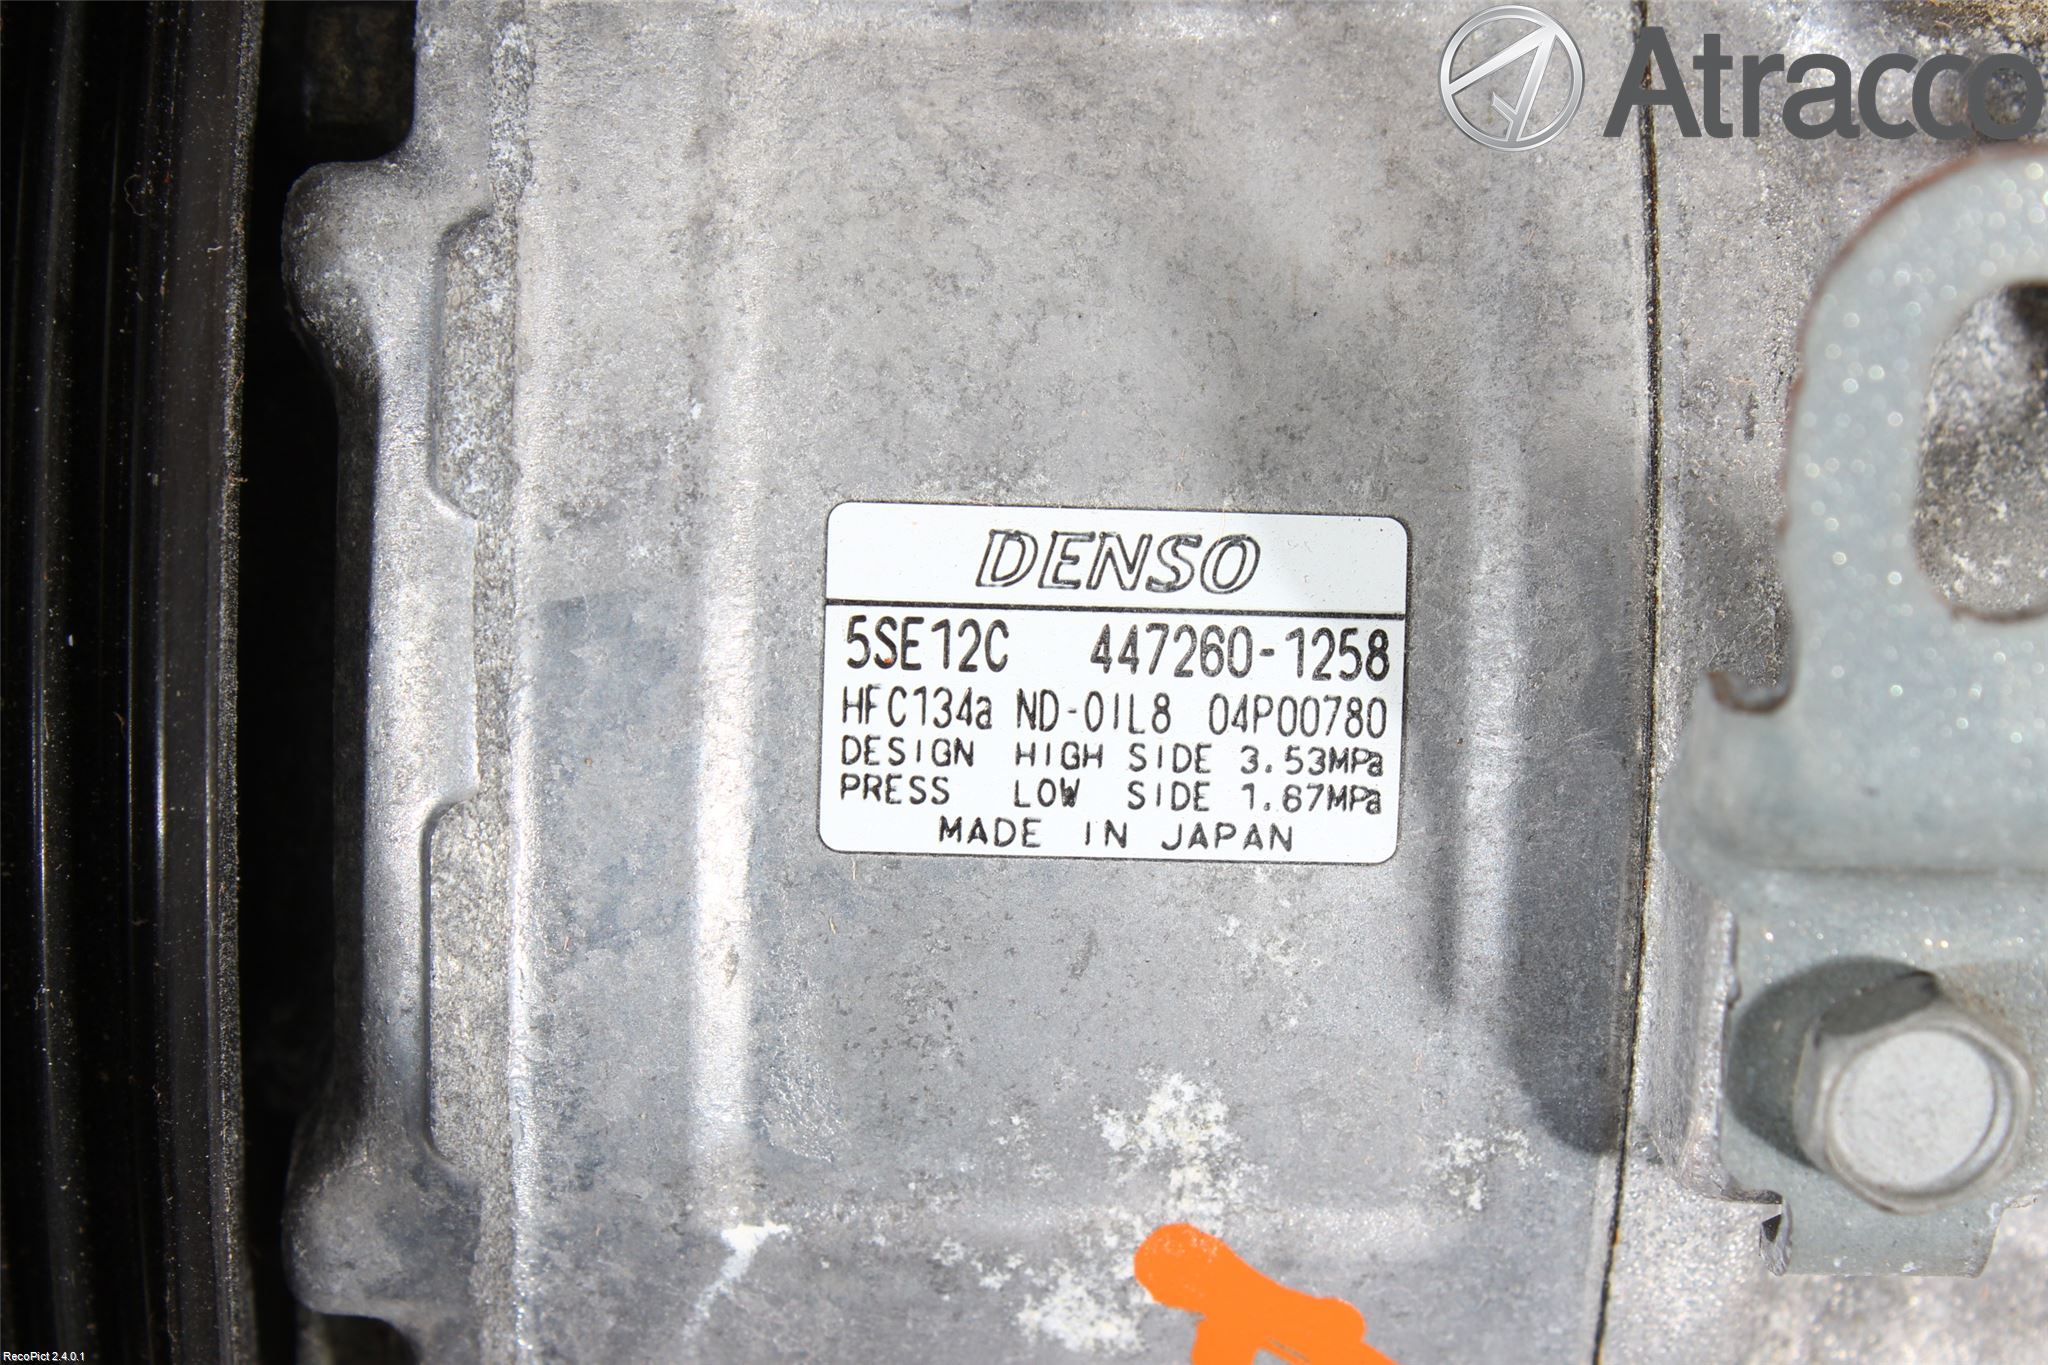 Atracco
DENSO
5SE12C 447260-1258
HFC134a ND-OIL8 04P00780
DESIGN HIGH SIDE 3.53MPa
PRESS LOW SIDE 1.67MPa
MADE IN JAPAN
RecoPict 2.4.0.1